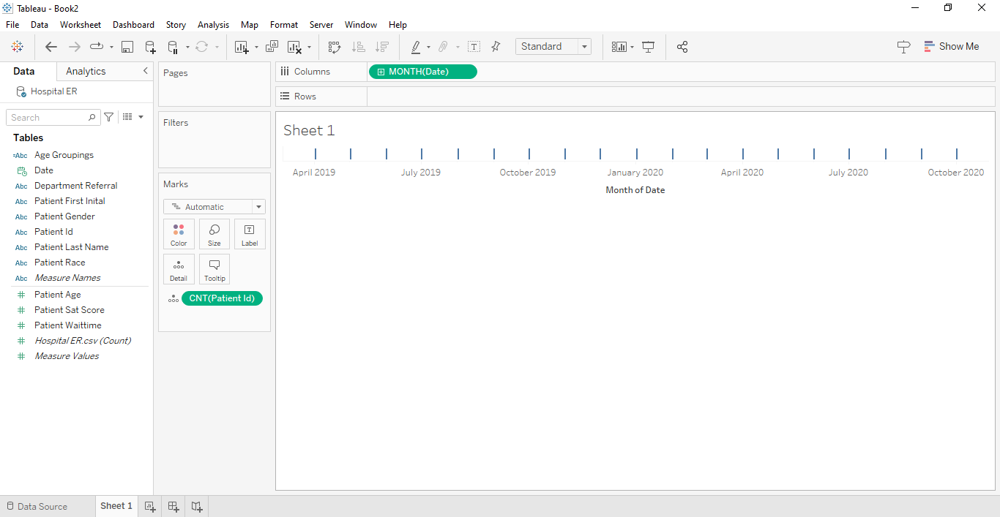 Tableau - Book2
File Data Worksheet Dashboard Story Analysis Map Format Server Window Help
Standard
Show Me
Data Analytics
Hospital ER
Search
Tables
Age Groupings
Date
Department Referral
Patient First Inital
Patient Gender
Patient Id
Patient Last Name
Patient Race
Measure Names
Patient Age
Patient Sat Score
Patient Waittime
Hospital ER.csv (Count)
Measure Values
Pages
Filters
Marks
Automatic
Color Size Label
Detail Tooltip
CNT(Patient Id)
Columns MONTH(Date)
Rows
Sheet 1
April 2019 July 2019 October 2019 January 2020 April 2020 July 2020 October 2020
Month of Date
Data Source Sheet 1